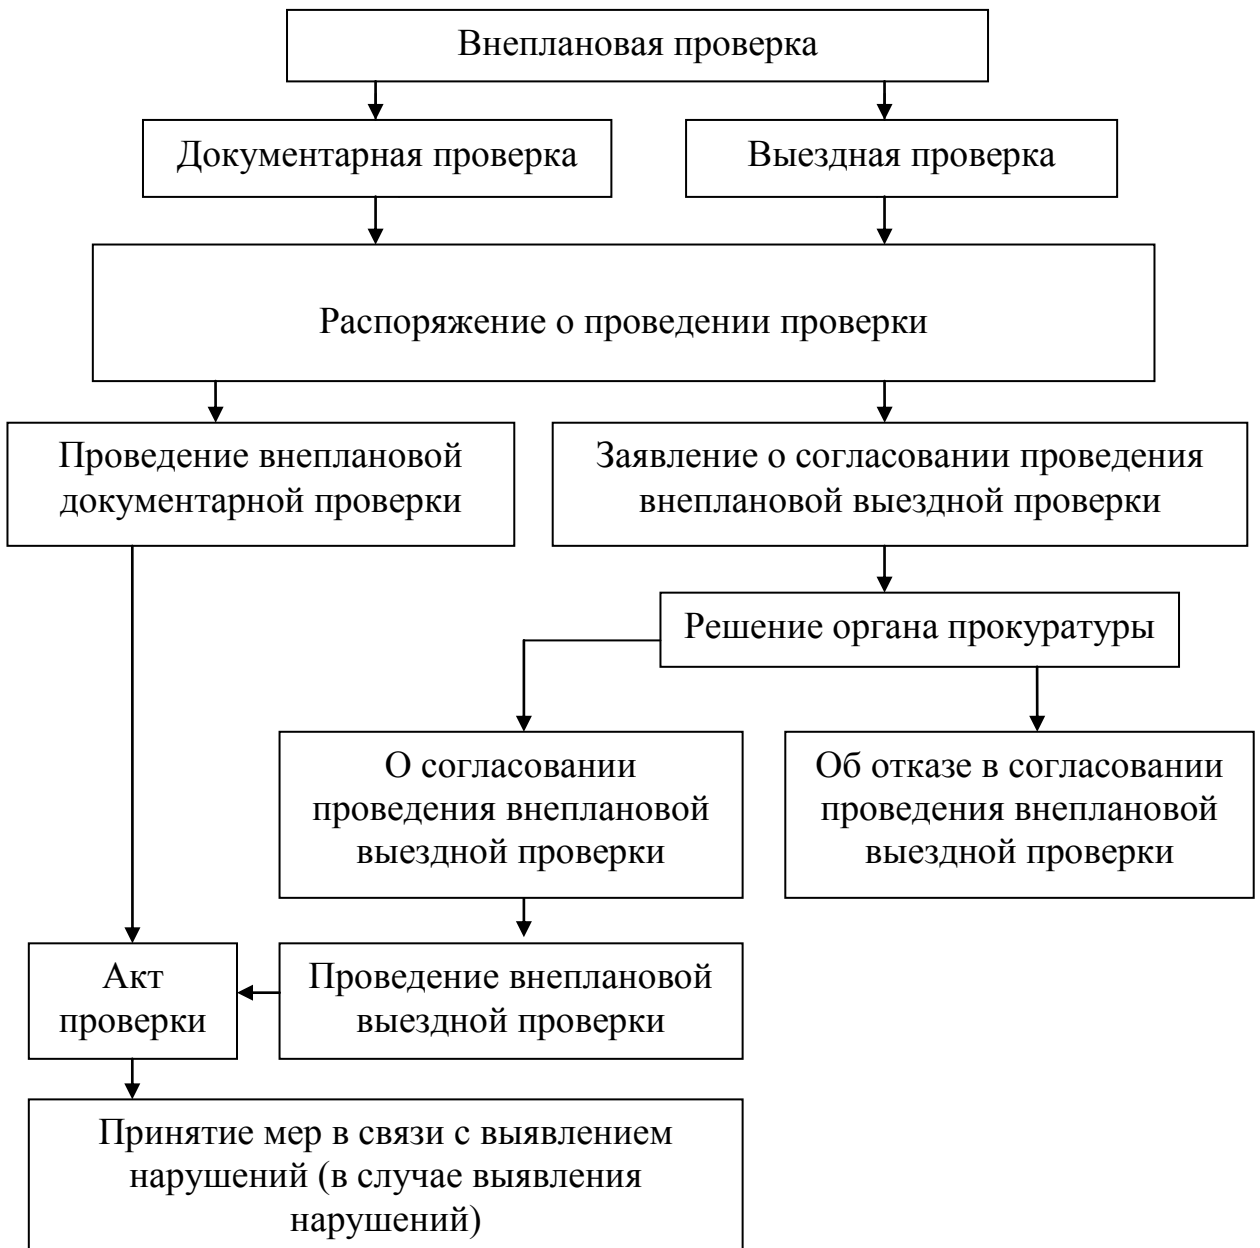 Внеплановая проверка
Документарная проверка
Выездная проверка
Распоряжение о проведении проверки
Проведение внеплановой
документарной проверки
Заявление о согласовании проведения
внеплановой выездной проверки
Решение органа прокуратуры
О согласовании
проведения внеплановой
выездной проверки
Об отказе в согласовании
проведения внеплановой
выездной проверки
Акт
проверки
Проведение внеплановой
выездной проверки
Принятие мер в связи с выявлением
нарушений (в случае выявления
нарушений)